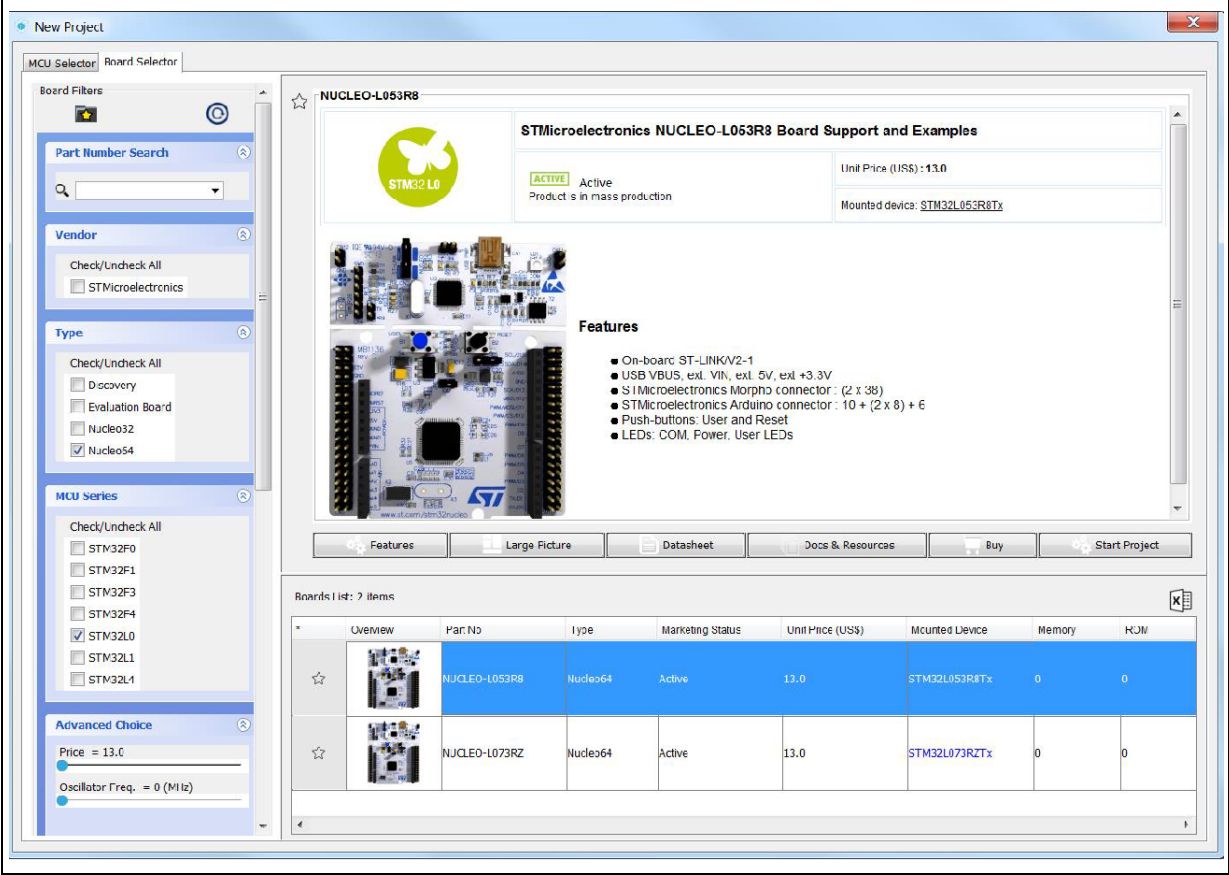 New Project
MCU Selector
Board Selector
Board Filters
Part Number Search
Vendor
Check/Uncheck All
STMicroelectronics
Type
Check/Uncheck All
Discovery
Evaluation Board
Nucleo32
Nucleo64
MCU Series
Check/Uncheck All
STM32F0
STM32F1
STM32F3
STM32F4
STM32L0
STM32L1
STM32L4
Advanced Choice
Price = 13.0
Oscillator Freq. = 0 (MHz)
NUCLEO-L053R8
STM32 L0
STMicroelectronics NUCLEO-L053R8 Board Support and Examples
ACTIVE Active
Product is in mass production
Unit Price (US$) : 13.0
Mounted device: STM32L053R8Tx
MB1136
www.st.com/stm32nucleo
Features
On-board ST-LINK/V2-1
USB VBUS, ext. VIN, ext. 5V, ext +3.3V
STMicroelectronics Morpho connector : (2 x 38)
STMicroelectronics Arduino connector : 10 + (2 x 8) + 6
Push-buttons: User and Reset
LEDs: COM, Power, User LEDs
Features Large Picture Datasheet Docs & Resources Buy Start Project
Boards List: 2 items
* Overview Part No Type Marketing Status Unit Price (US$) Mounted Device Memory ROM
NUCLEO-L053R8 Nucleo64 Active 13.0 STM32L053R8Tx 0 0
NUCLEO-L073RZ Nucleo64 Active 13.0 STM32L073RZTx 0 0